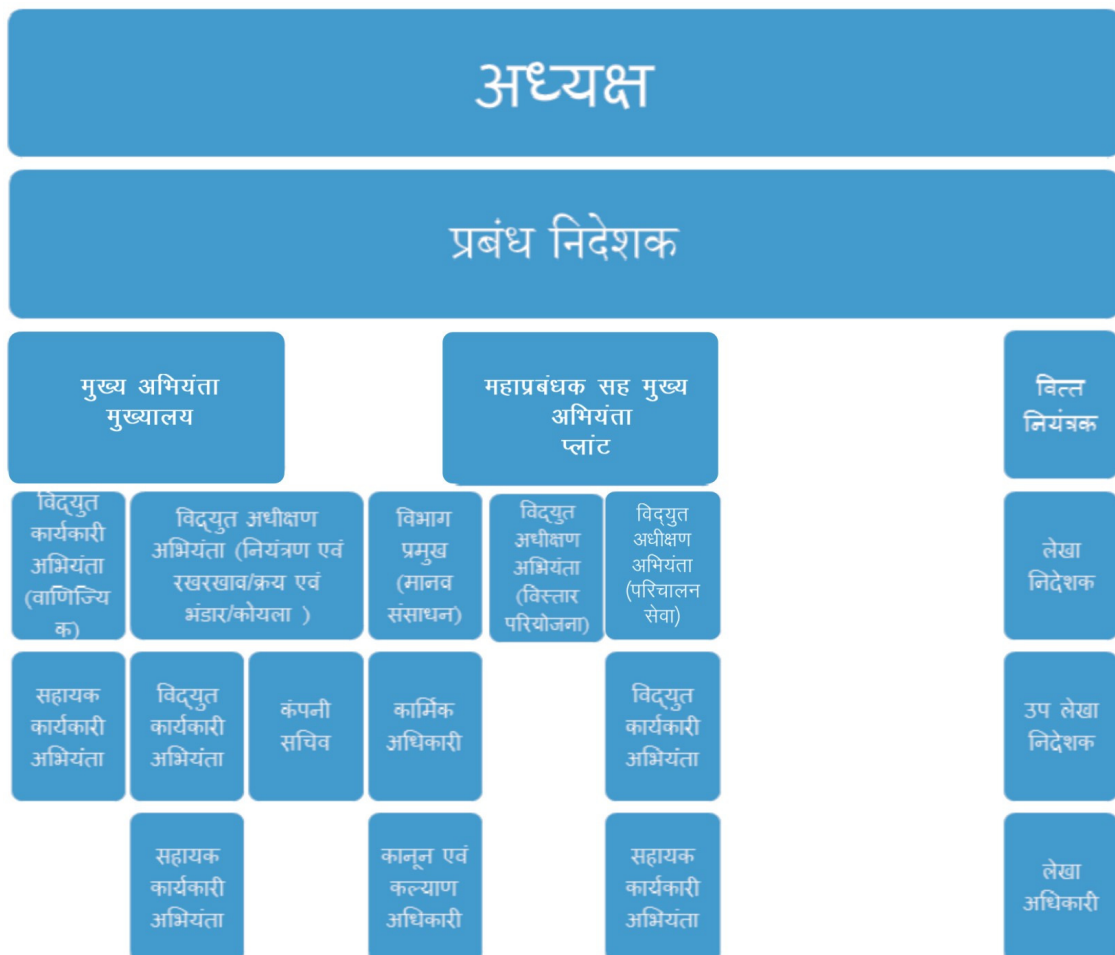 अध्यक्ष
प्रबंध निदेशक
मुख्य अभियंता
मुख्यालय
महाप्रबंधक सह मुख्य
अभियंता
प्लांट
वित्त
नियंत्रक
विद्युत
कार्यकारी
अभियंता
(वाणिज्यि
क)
विद्युत अधीक्षण
अभियंता (नियंत्रण एवं
रखरखाव/क्रय एवं
भंडार/कोयला )
विभाग
प्रमुख
(मानव
संसाधन)
विद्युत
अधीक्षण
अभियंता
(विस्तार
परियोजना)
विद्युत
अधीक्षण
अभियंता
(परिचालन
सेवा)
लेखा
निदेशक
सहायक
कार्यकारी
अभियंता
विद्युत
कार्यकारी
अभियंता
कंपनी
सचिव
कार्मिक
अधिकारी
विद्युत
कार्यकारी
अभियंता
उप लेखा
निदेशक
सहायक
कार्यकारी
अभियंता
कानून एवं
कल्याण
अधिकारी
सहायक
कार्यकारी
अभियंता
लेखा
अधिकारी